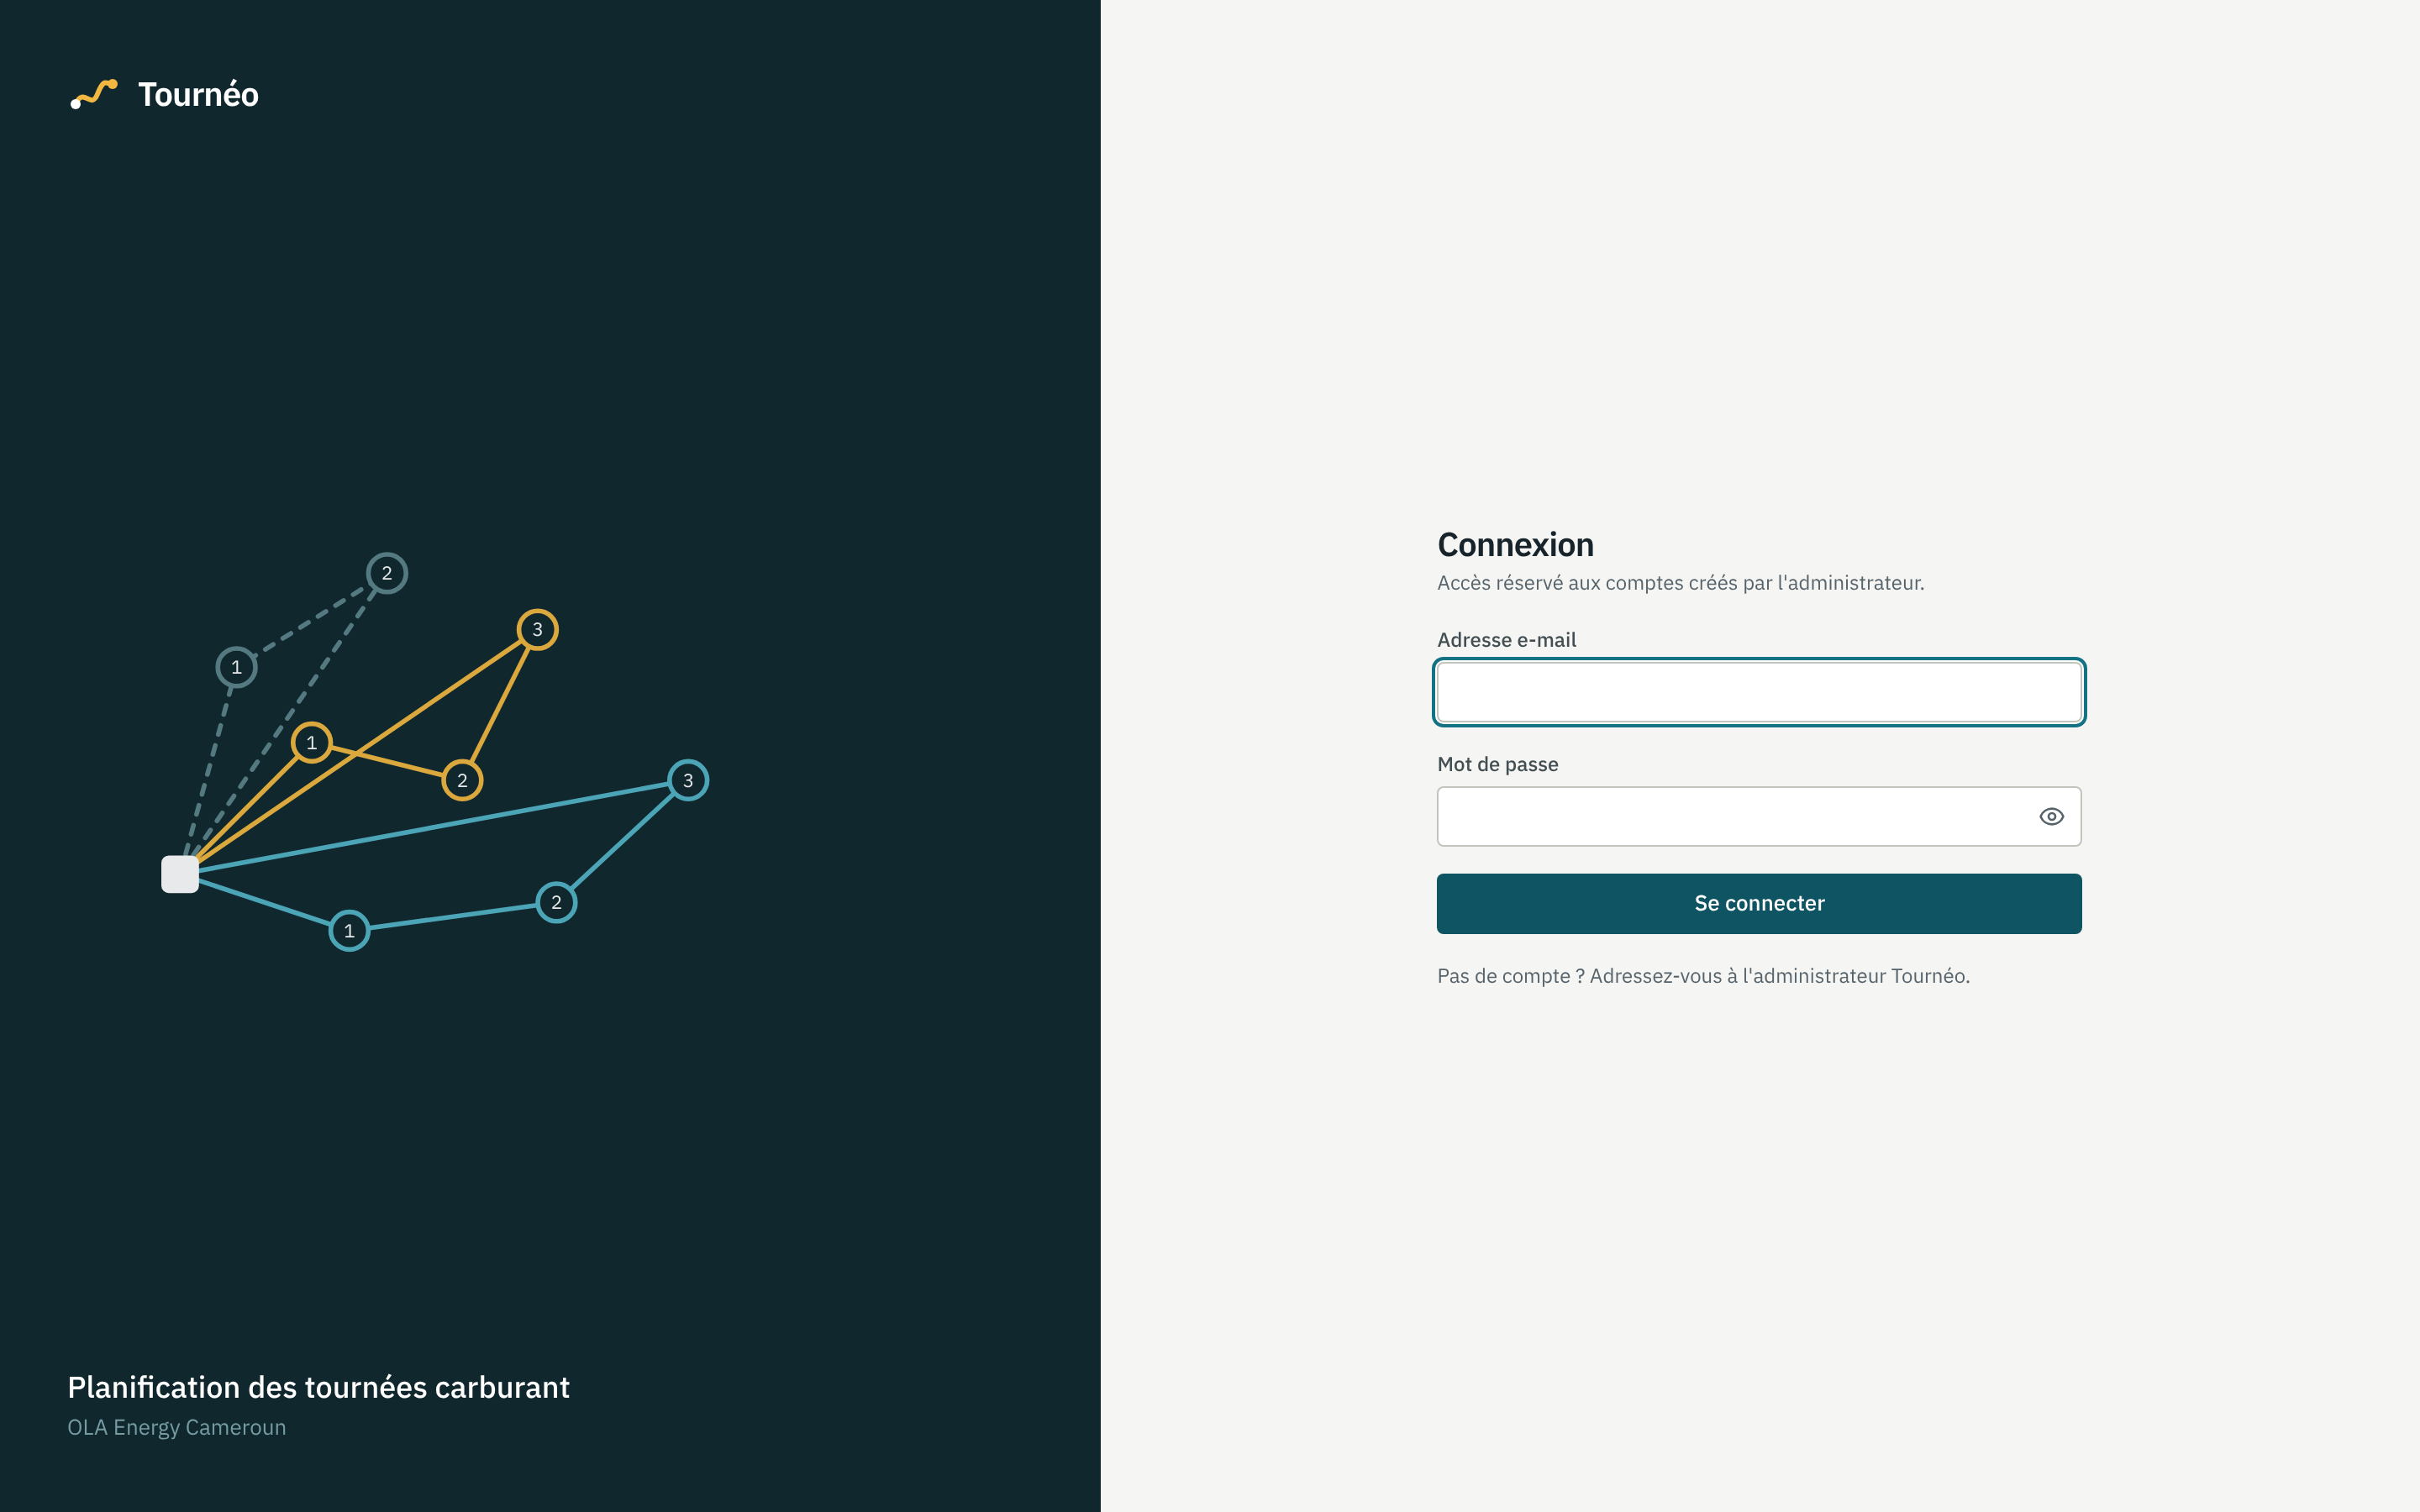 Tournéo
2
3
1
1
2
3
2
1
Planification des tournées carburant
OLA Energy Cameroun
Connexion
Accès réservé aux comptes créés par l'administrateur.
Adresse e-mail
Mot de passe
Se connecter
Pas de compte ? Adressez-vous à l'administrateur Tournéo.